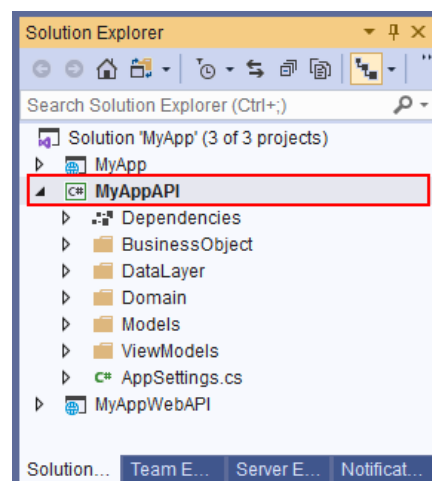 Solution Explorer
Search Solution Explorer (Ctrl+;)
Solution 'MyApp' (3 of 3 projects)
MyApp
C# MyAppAPI
Dependencies
BusinessObject
DataLayer
Domain
Models
ViewModels
C# AppSettings.cs
MyAppWebAPI
Solution... Team E... Server E... Notificat...